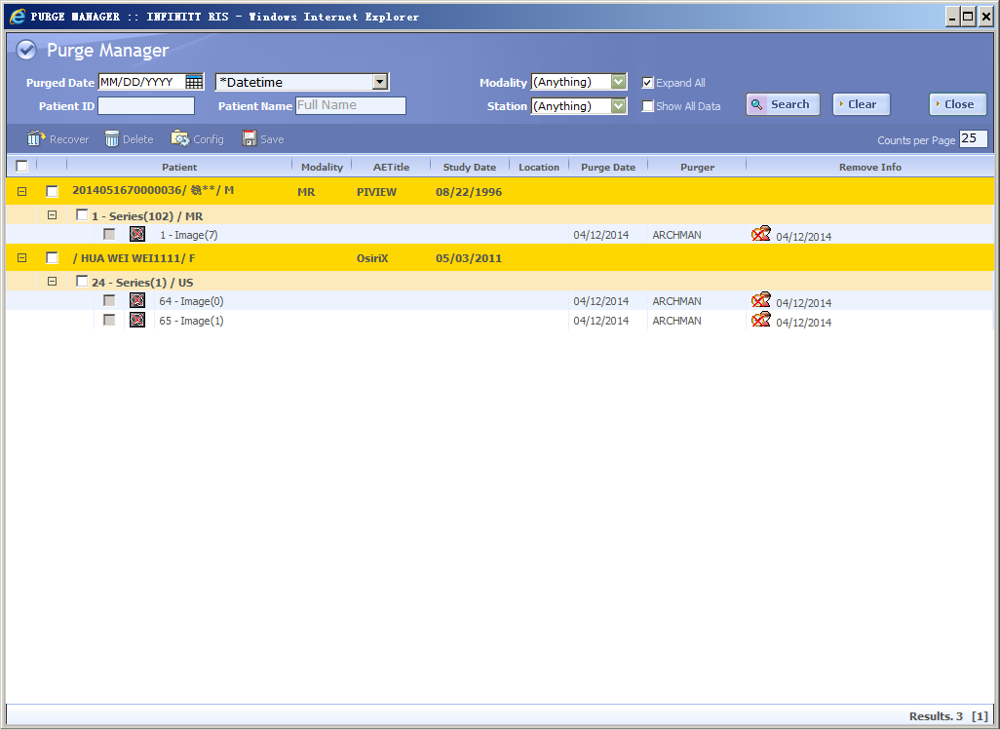 PURGE MANAGER :: INFINITT RIS - Windows Internet Explorer
Purge Manager
Purged Date MM/DD/YYYY *Datetime Modality (Anything) Expand All
Patient ID Patient Name Full Name Station (Anything) Show All Data Search Clear Close
Recover Delete Config Save Counts per Page 25
Patient Modality AETitle Study Date Location Purge Date Purger Remove Info
2014051670000036/ **/ M MR PIVIEW 08/22/1996
1 - Series(102) / MR
1 - Image(7) 04/12/2014 ARCHMAN 04/12/2014
/ HUA WEI WEI1111/ F OsiriX 05/03/2011
24 - Series(1) / US
64 - Image(0) 04/12/2014 ARCHMAN 04/12/2014
65 - Image(1) 04/12/2014 ARCHMAN 04/12/2014
Results. 3 [1]